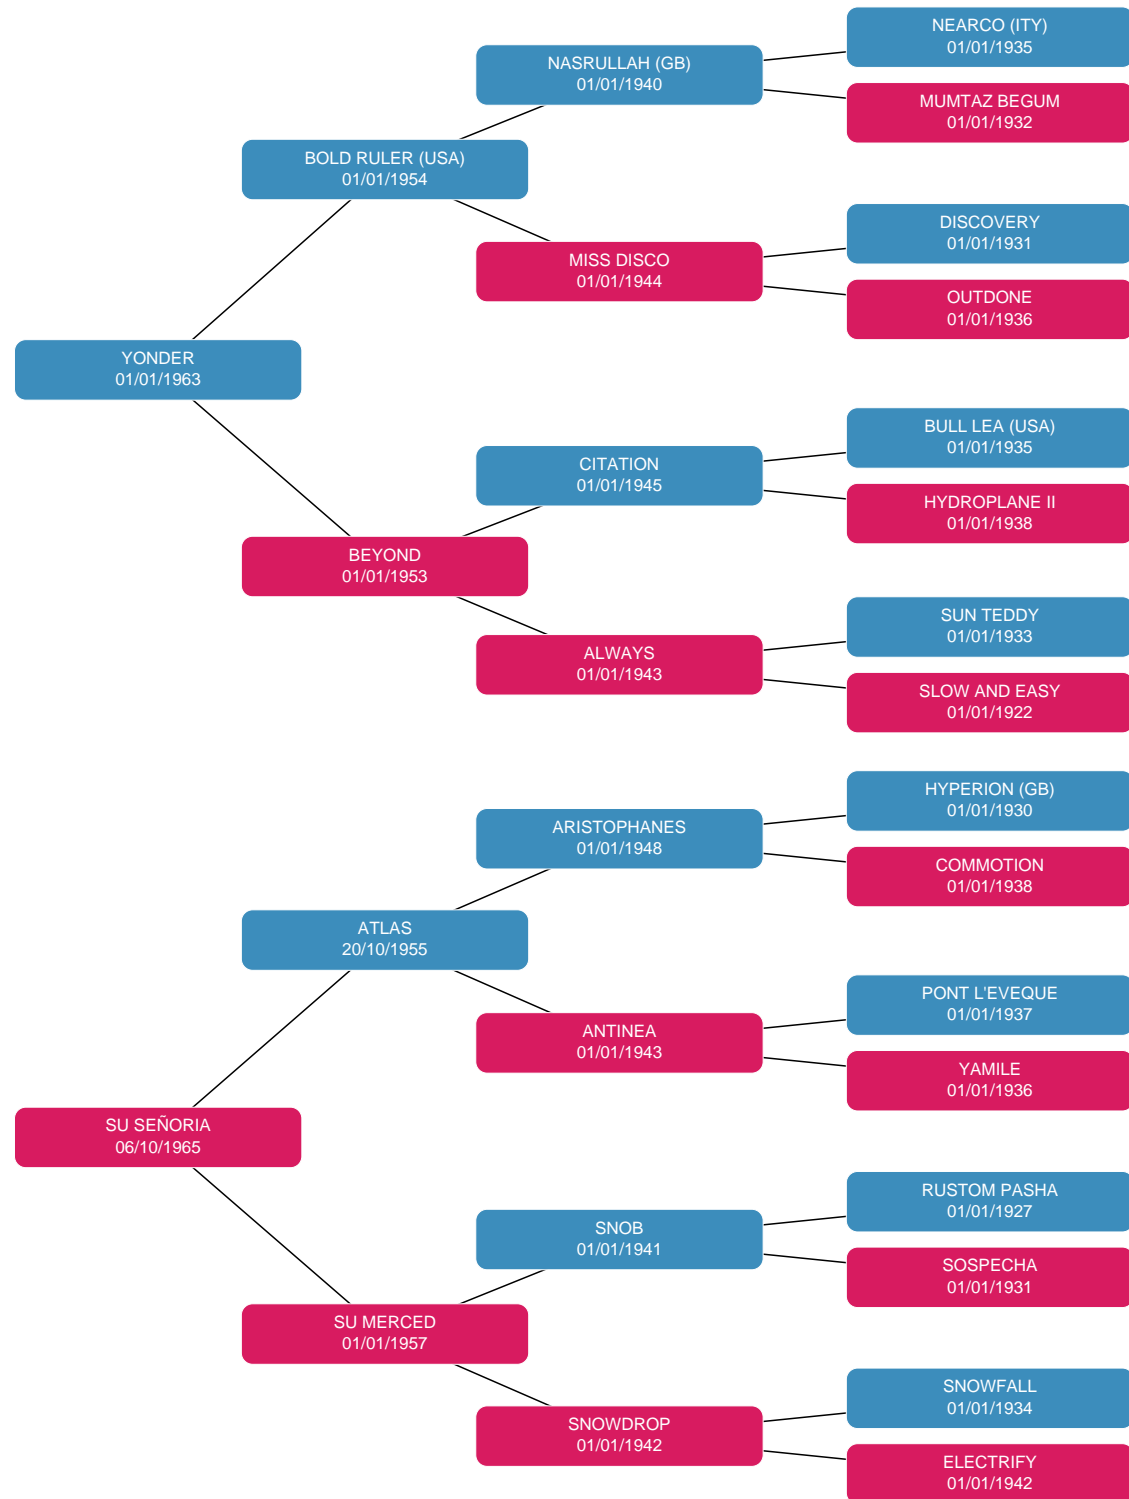 NEARCO (ITY)
01/01/1935
NASRULLAH (GB)
01/01/1940
MUMTAZ BEGUM
01/01/1932
BOLD RULER (USA)
01/01/1954
DISCOVERY
01/01/1931
MISS DISCO
01/01/1944
OUTDONE
01/01/1936
YONDER
01/01/1963
BULL LEA (USA)
01/01/1935
CITATION
01/01/1945
HYDROPLANE II
01/01/1938
BEYOND
01/01/1953
SUN TEDDY
01/01/1933
ALWAYS
01/01/1943
SLOW AND EASY
01/01/1922
HYPERION (GB)
01/01/1930
ARISTOPHANES
01/01/1948
COMMOTION
01/01/1938
ATLAS
20/10/1955
PONT L'EVEQUE
01/01/1937
ANTINEA
01/01/1943
YAMILE
01/01/1936
SU SEÑORIA
06/10/1965
RUSTOM PASHA
01/01/1927
SNOB
01/01/1941
SOSPECHA
01/01/1931
SU MERCED
01/01/1957
SNOWFALL
01/01/1934
SNOWDROP
01/01/1942
ELECTRIFY
01/01/1942